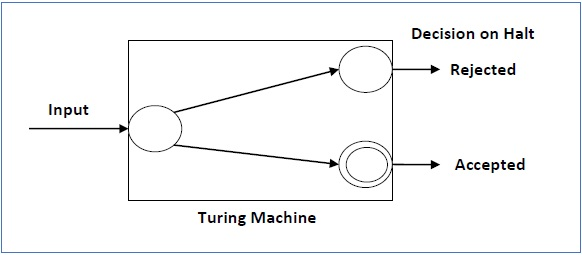 Decision on Halt
Rejected
Input
Accepted
Turing Machine